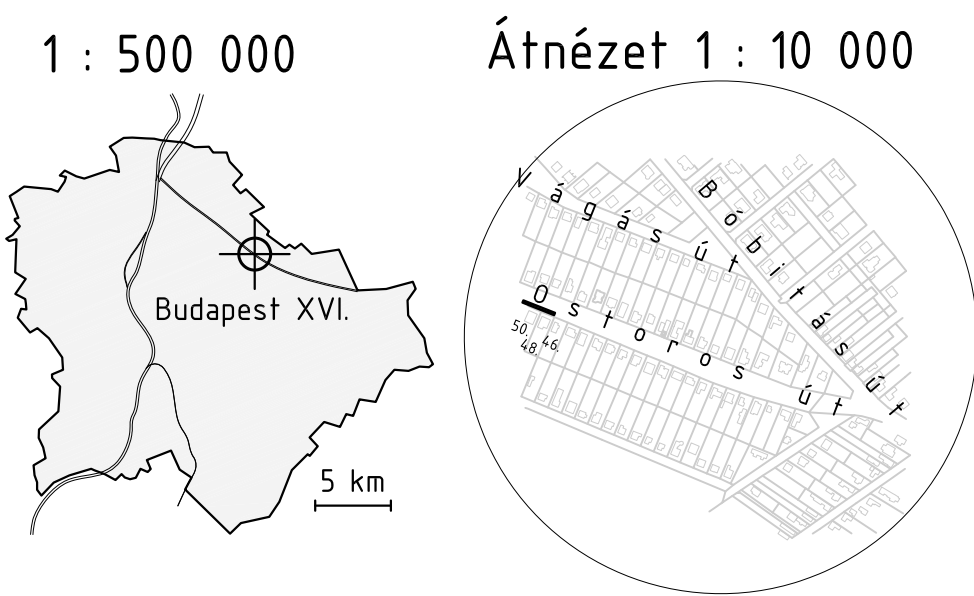 1 : 500 000
Budapest XVI.
5 km
Átnézet 1 : 10 000
Vágás út
Bóbitás út
Ostoros út
50. 46.
48.